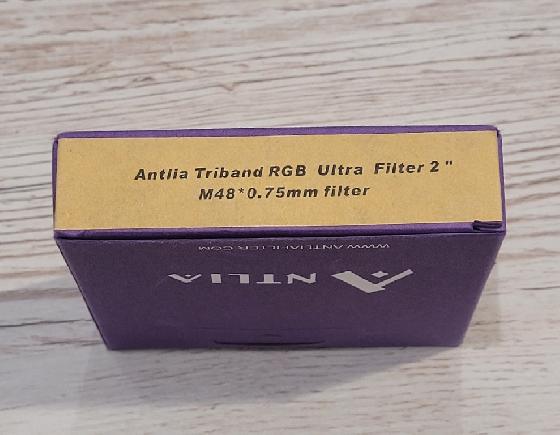 Antlia Triband RGB Ultra Filter 2"
M48*0.75mm filter
WWW.ANTLIAFILTER.COM
ANTLIA